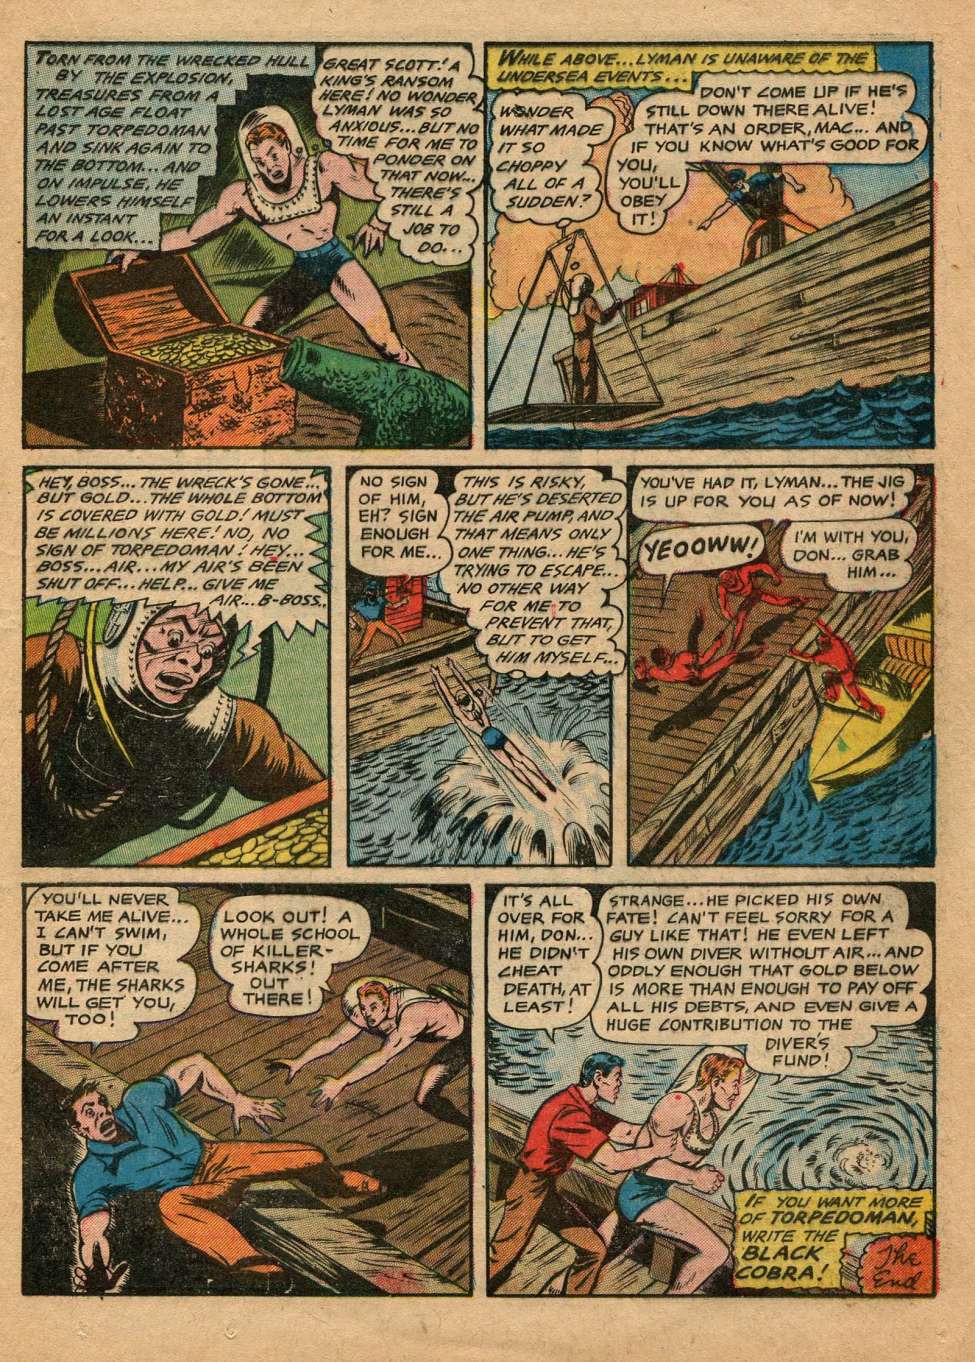 TORN FROM THE WRECKED HULL
BY THE EXPLOSION,
TREASURES FROM A
LOST AGE FLOAT
PAST TORPEDOMAN
AND SINK AGAIN TO
THE BOTTOM... AND
ON IMPULSE, HE
LOWERS HIMSELF
AN INSTANT
FOR A LOOK...
GREAT SCOTT! A
KING'S RANSOM
HERE! NO WONDER
LYMAN WAS SO
ANXIOUS... BUT NO
TIME FOR ME TO
PONDER ON
THAT NOW...
THERE'S
STILL A
JOB TO
DO...
WHILE ABOVE... LYMAN IS UNAWARE OF THE
UNDERSEA EVENTS...
WONDER
WHAT MADE
IT SO
CHOPPY
ALL OF A
SUDDEN?
DON'T COME UP IF HE'S
STILL DOWN THERE ALIVE!
THAT'S AN ORDER, MAC... AND
IF YOU KNOW WHAT'S GOOD FOR
YOU,
YOU'LL
OBEY
IT!
HEY, BOSS... THE WRECK'S GONE...
BUT GOLD... THE WHOLE BOTTOM
IS COVERED WITH GOLD! MUST
BE MILLIONS HERE! NO, NO
SIGN OF TORPEDOMAN! HEY...
BOSS... AIR... MY AIR'S BEEN
SHUT OFF... HELP... GIVE ME
AIR... B-BOSS.
NO SIGN
OF HIM,
EH? SIGN
ENOUGH
FOR ME...
THIS IS RISKY,
BUT HE'S DESERTED
THE AIR PUMP, AND
THAT MEANS ONLY
ONE THING... HE'S
TRYING TO ESCAPE...
NO OTHER WAY
FOR ME TO
PREVENT THAT,
BUT TO GET
HIM MYSELF...
YOU'VE HAD IT, LYMAN... THE JIG
IS UP FOR YOU AS OF NOW!
YEOOWW!
I'M WITH YOU,
DON... GRAB
HIM...
YOU'LL NEVER
TAKE ME ALIVE...
I CAN'T SWIM,
BUT IF YOU
COME AFTER
ME, THE SHARKS
WILL GET YOU,
TOO!
LOOK OUT! A
WHOLE SCHOOL
OF KILLER-
SHARKS!
OUT
THERE!
IT'S ALL
OVER FOR
HIM, DON...
HE DIDN'T
CHEAT
DEATH, AT
LEAST!
STRANGE... HE PICKED HIS OWN
FATE! CAN'T FEEL SORRY FOR A
GUY LIKE THAT! HE EVEN LEFT
HIS OWN DIVER WITHOUT AIR... AND
ODDLY ENOUGH THAT GOLD BELOW
IS MORE THAN ENOUGH TO PAY OFF
ALL HIS DEBTS, AND EVEN GIVE A
HUGE CONTRIBUTION TO THE
DIVER'S
FUND!
IF YOU WANT MORE
OF TORPEDOMAN,
WRITE THE
BLACK
COBRA!
The
End